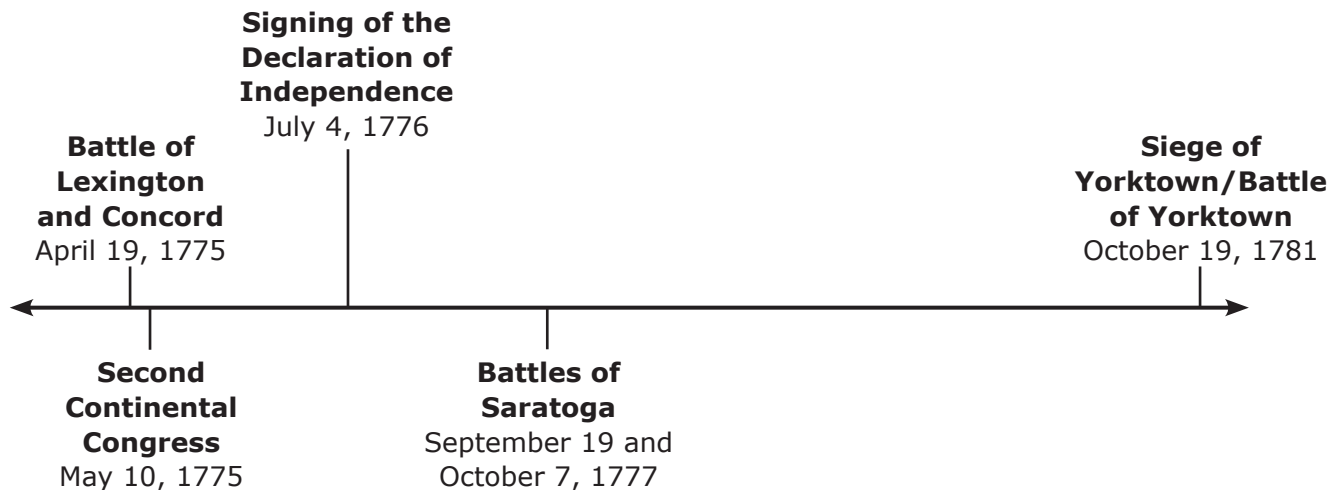 Signing of the
Declaration of
Independence
July 4, 1776
Battle of
Lexington
and Concord
April 19, 1775
Siege of
Yorktown/Battle
of Yorktown
October 19, 1781
Second
Continental
Congress
May 10, 1775
Battles of
Saratoga
September 19 and
October 7, 1777